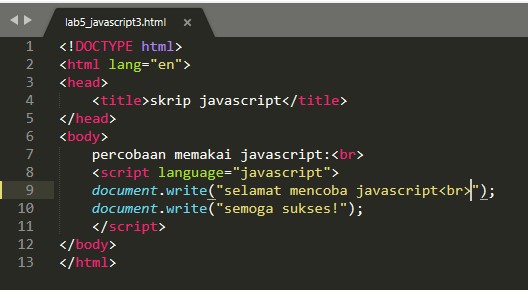 lab5_javascript3.html ×
1 <!DOCTYPE html>
2 <html lang="en">
3 <head>
4 <title>skrip javascript</title>
5 </head>
6 <body>
7 percobaan memakai javascript:<br>
8 <script language="javascript">
9 document.write("selamat mencoba javascript<br>");
10 document.write("semoga sukses!");
11 </script>
12 </body>
13 </html>